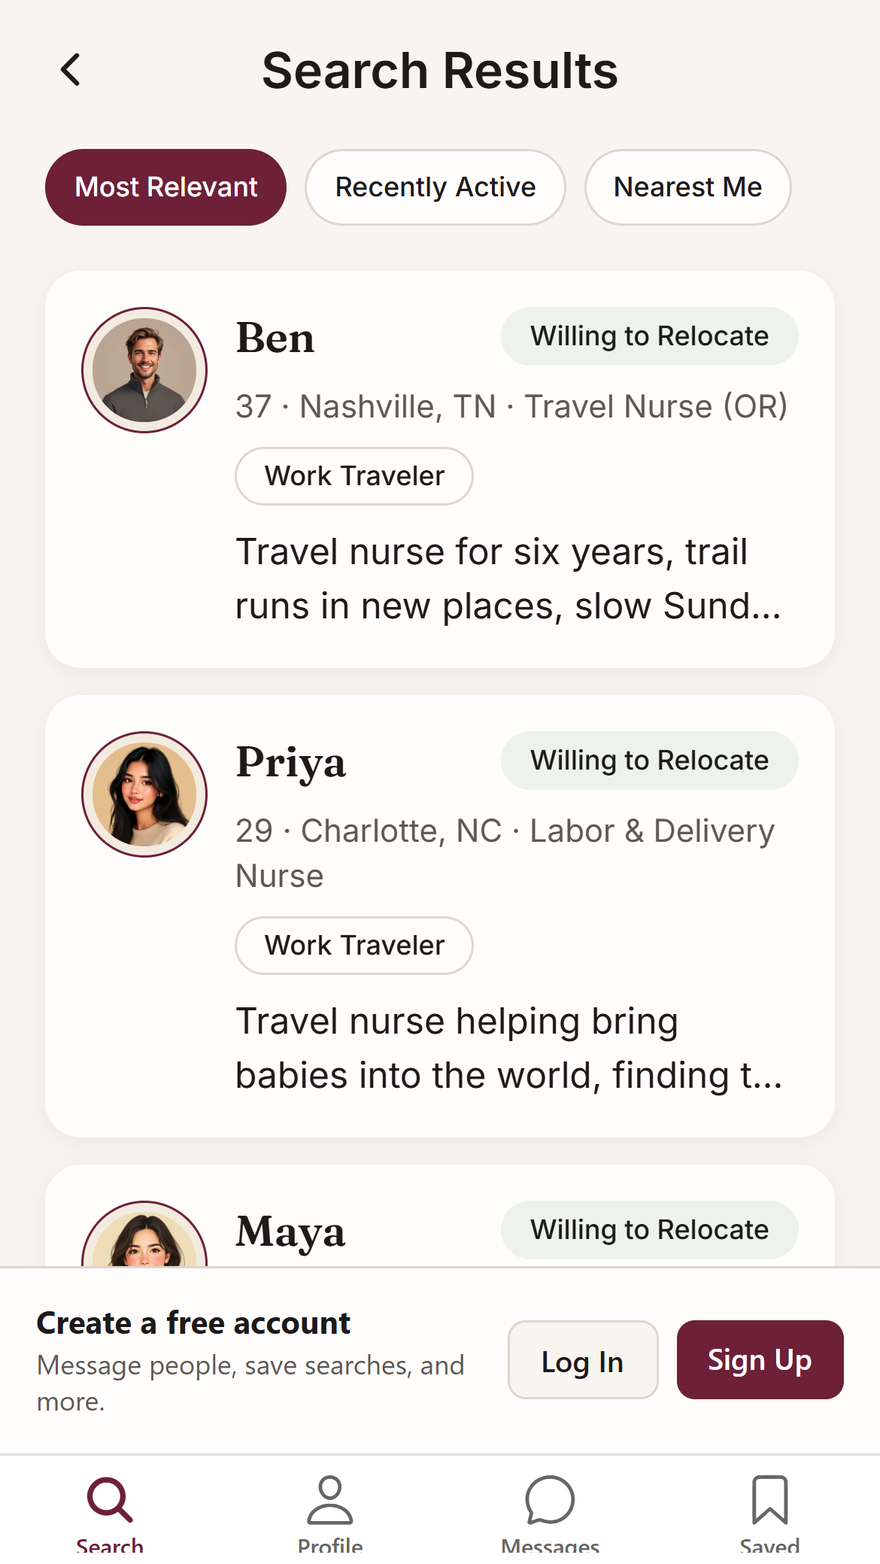 Search Results
Most Relevant
Recently Active
Nearest Me
Ben
Willing to Relocate
37 · Nashville, TN · Travel Nurse (OR)
Work Traveler
Travel nurse for six years, trail
runs in new places, slow Sund...
Priya
Willing to Relocate
29 · Charlotte, NC · Labor & Delivery
Nurse
Work Traveler
Travel nurse helping bring
babies into the world, finding t...
Maya
Willing to Relocate
Create a free account
Message people, save searches, and
more.
Log In
Sign Up
Search
Profile
Messages
Saved